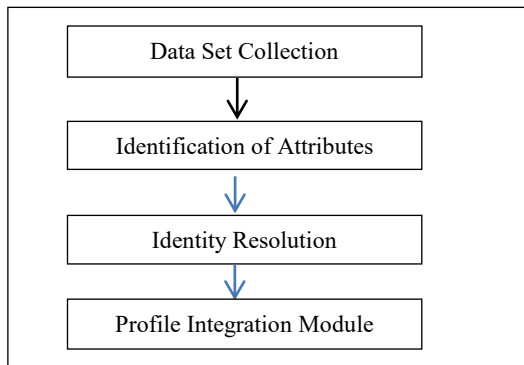 Data Set Collection
Identification of Attributes
Identity Resolution
Profile Integration Module